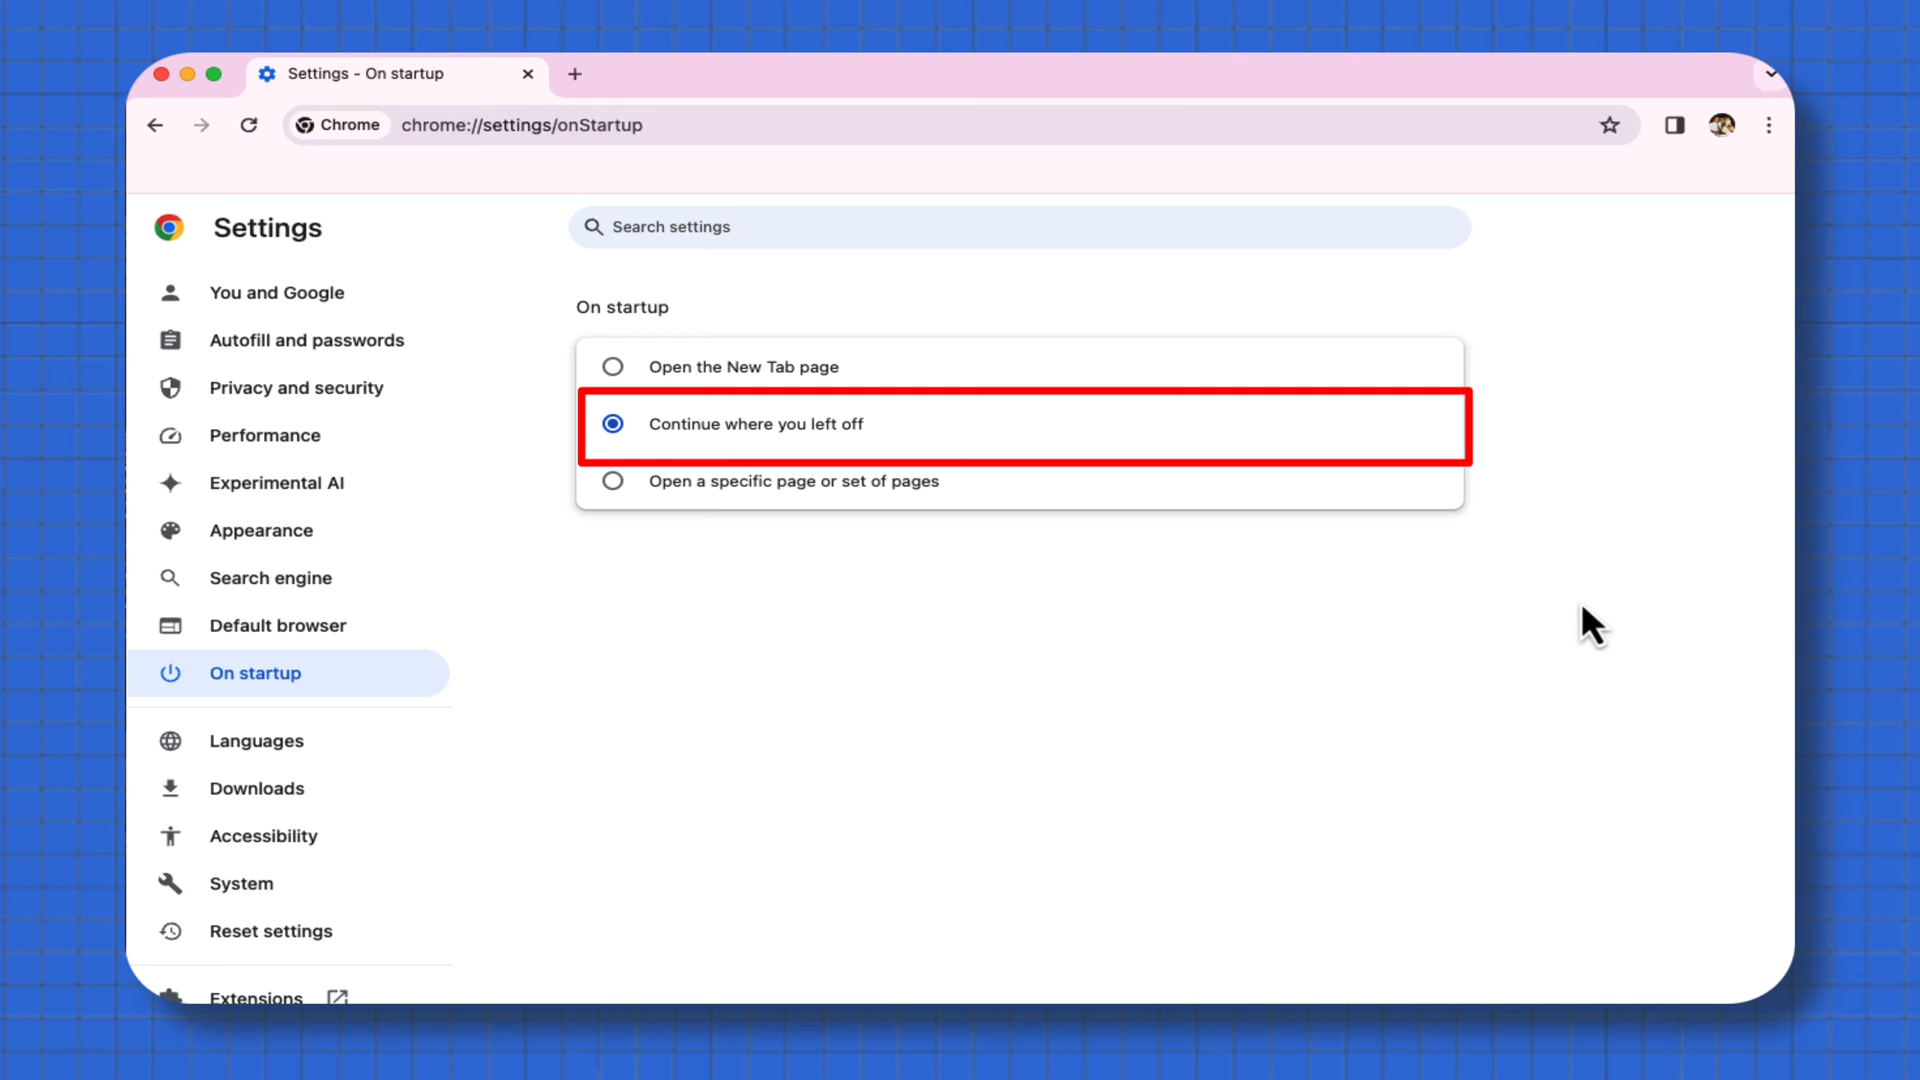 Settings - On startup
Chrome
chrome://settings/onStartup
Settings
Search settings
You and Google
Autofill and passwords
Privacy and security
Performance
Experimental AI
Appearance
Search engine
Default browser
On startup
Languages
Downloads
Accessibility
System
Reset settings
Extensions
On startup
Open the New Tab page
Continue where you left off
Open a specific page or set of pages